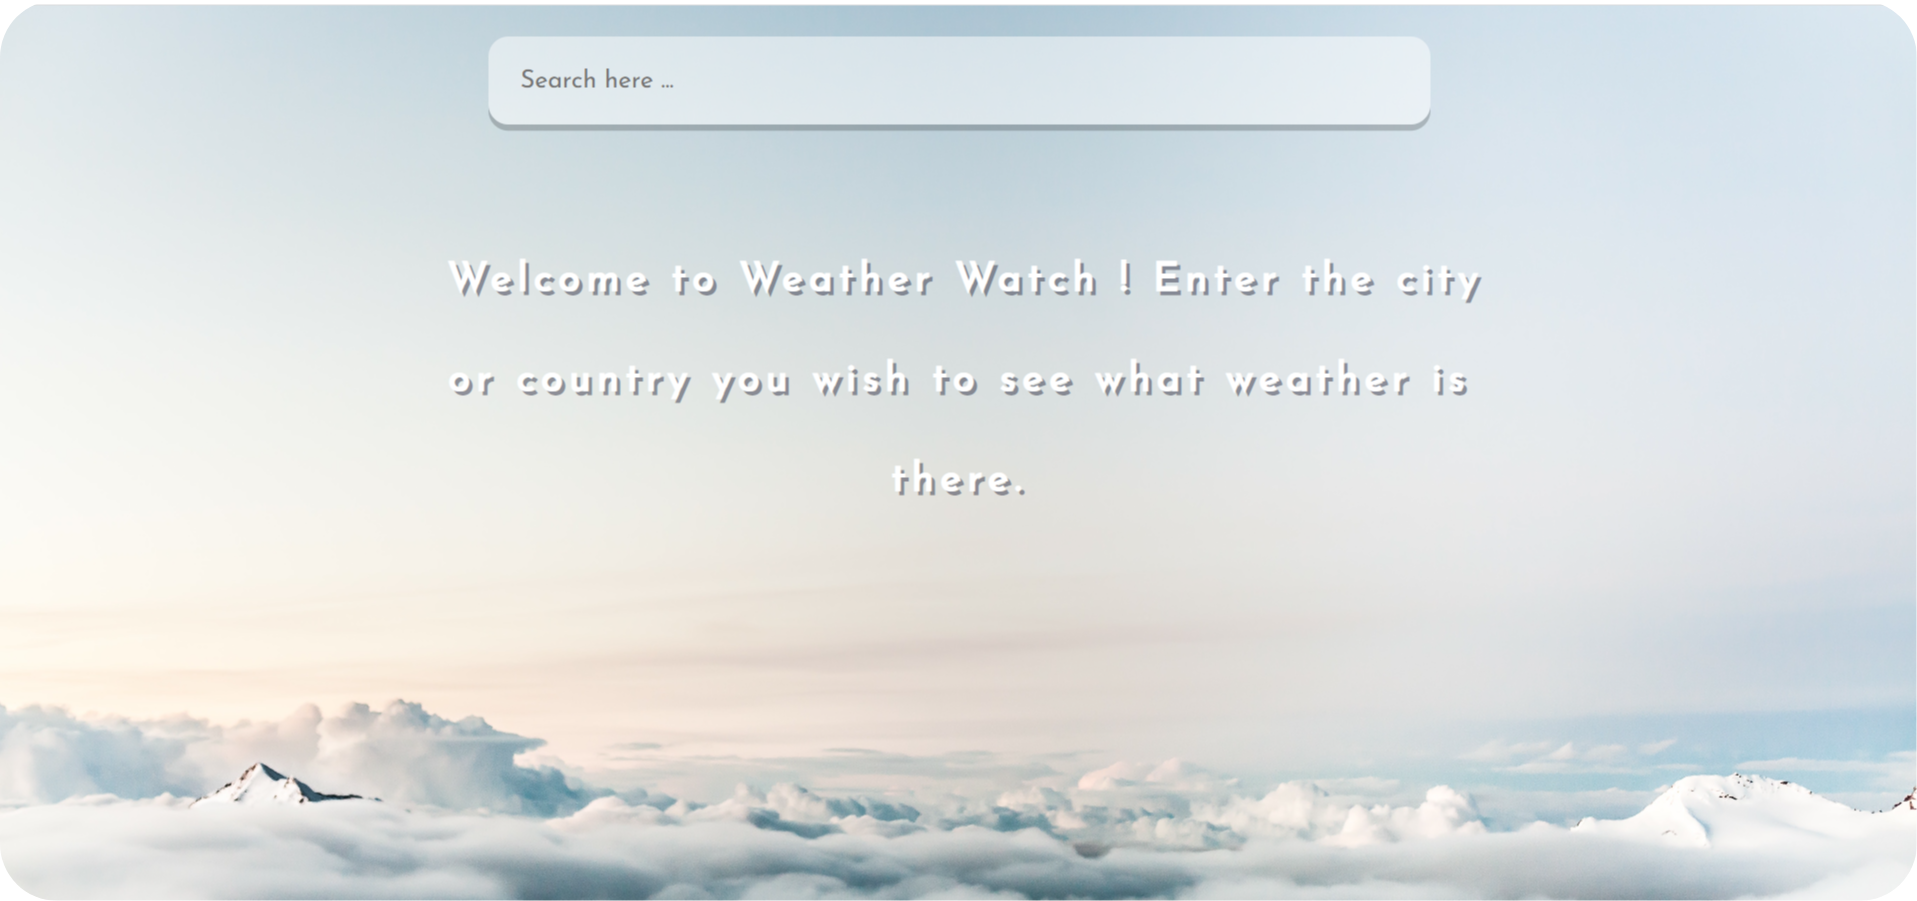 Search here ...
Welcome to Weather Watch ! Enter the city
or country you wish to see what weather is
there.